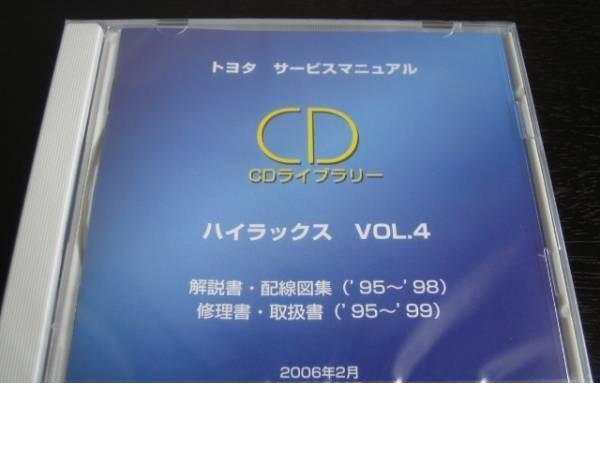 トヨタ　サービスマニュアル
CD
CDライブラリー
ハイラックス　VOL.4
解説書・配線図集（'95～'98）
修理書・取扱書（'95～'99）
2006年2月